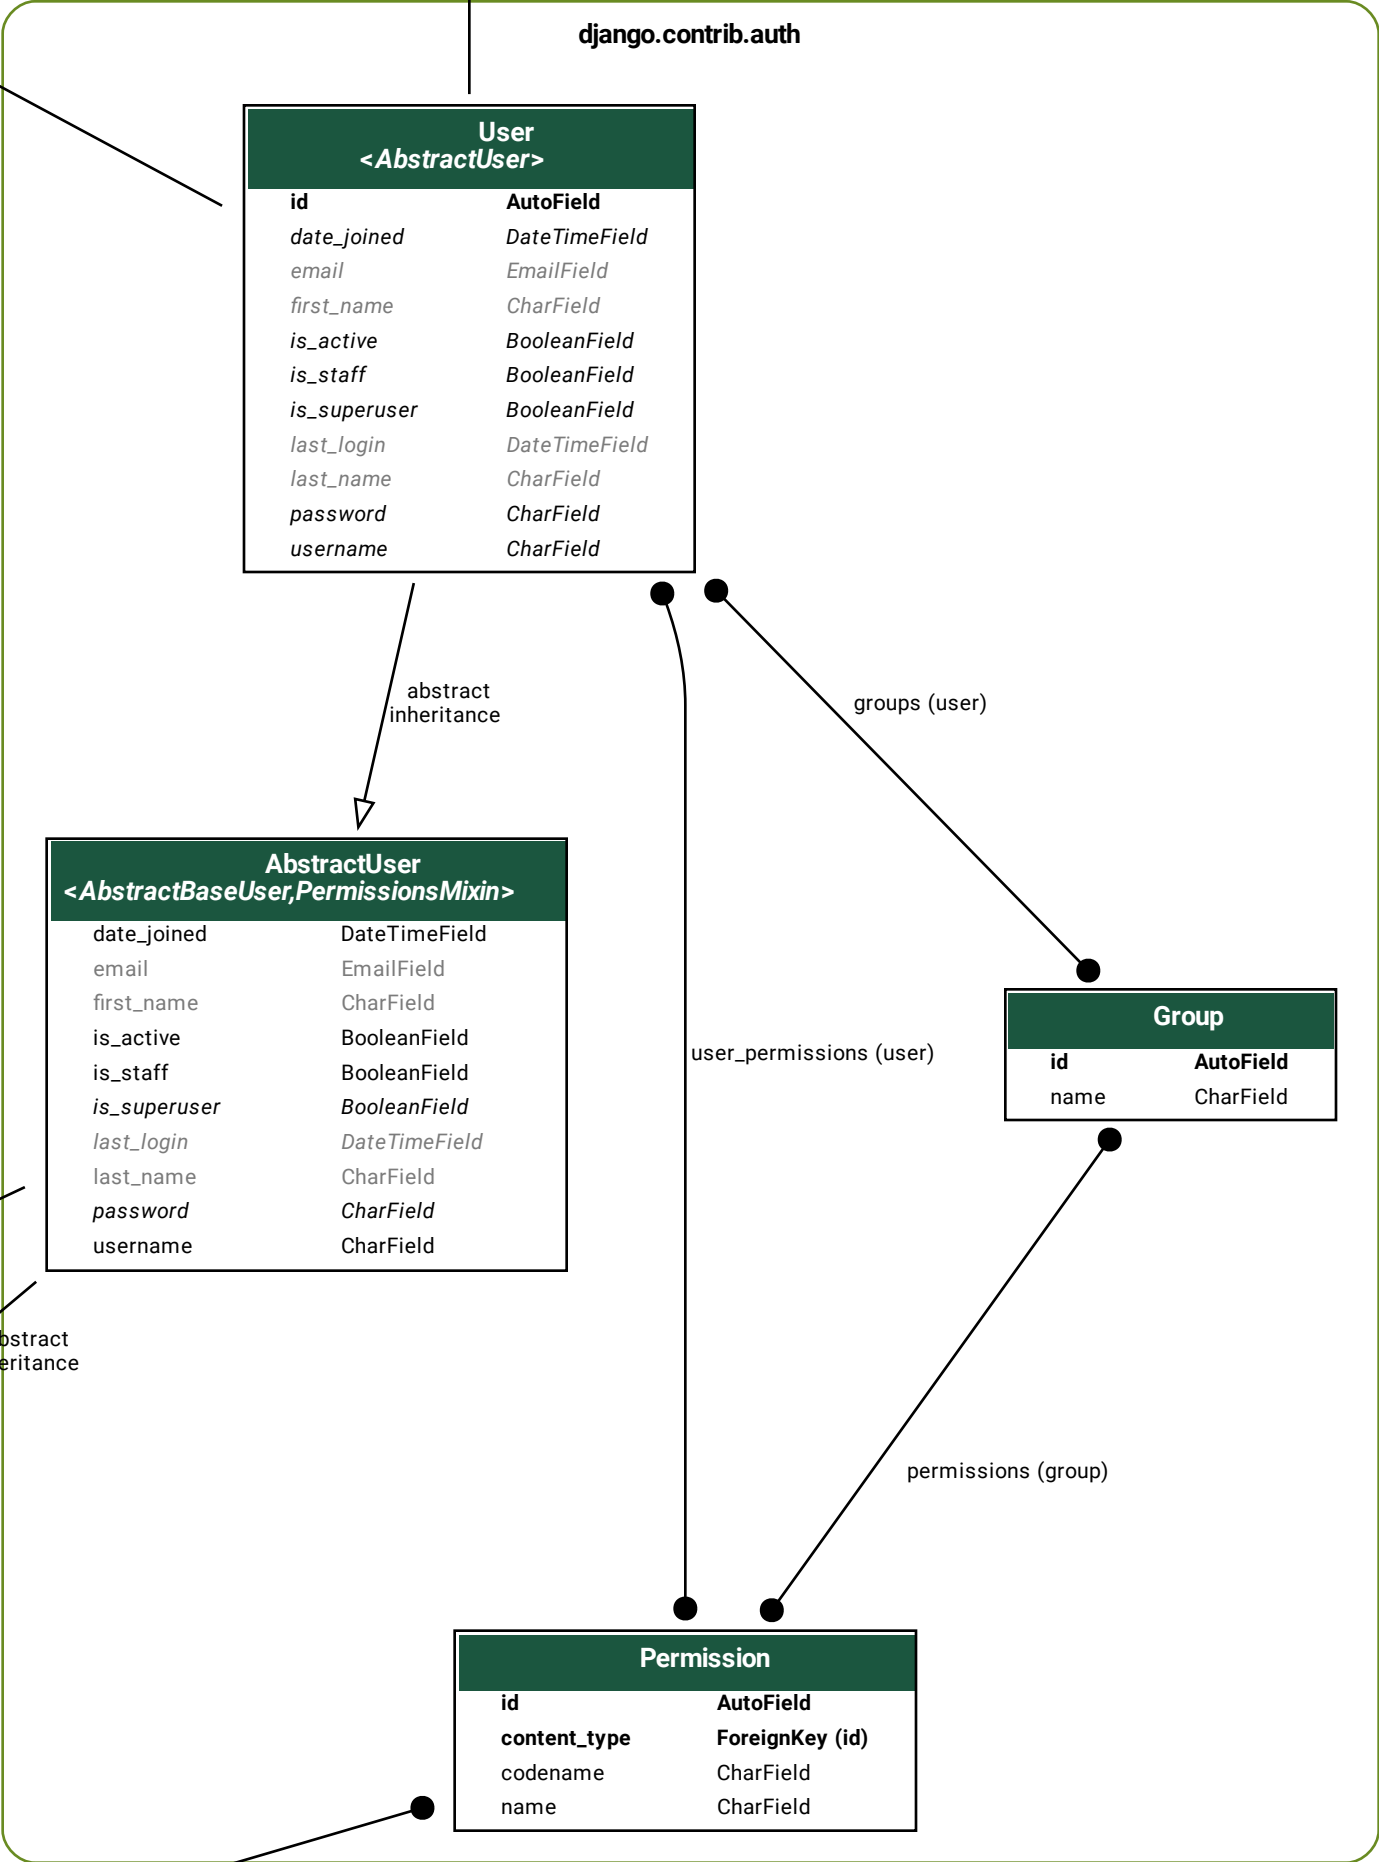 django.contrib.auth
User
<AbstractUser>
id AutoField
date_joined DateTimeField
email EmailField
first_name CharField
is_active BooleanField
is_staff BooleanField
is_superuser BooleanField
last_login DateTimeField
last_name CharField
password CharField
username CharField
abstract
inheritance
groups (user)
AbstractUser
<AbstractBaseUser,PermissionsMixin>
date_joined DateTimeField
email EmailField
first_name CharField
is_active BooleanField
is_staff BooleanField
is_superuser BooleanField
last_login DateTimeField
last_name CharField
password CharField
username CharField
user_permissions (user)
Group
id AutoField
name CharField
bstract
eritance
permissions (group)
Permission
id AutoField
content_type ForeignKey (id)
codename CharField
name CharField